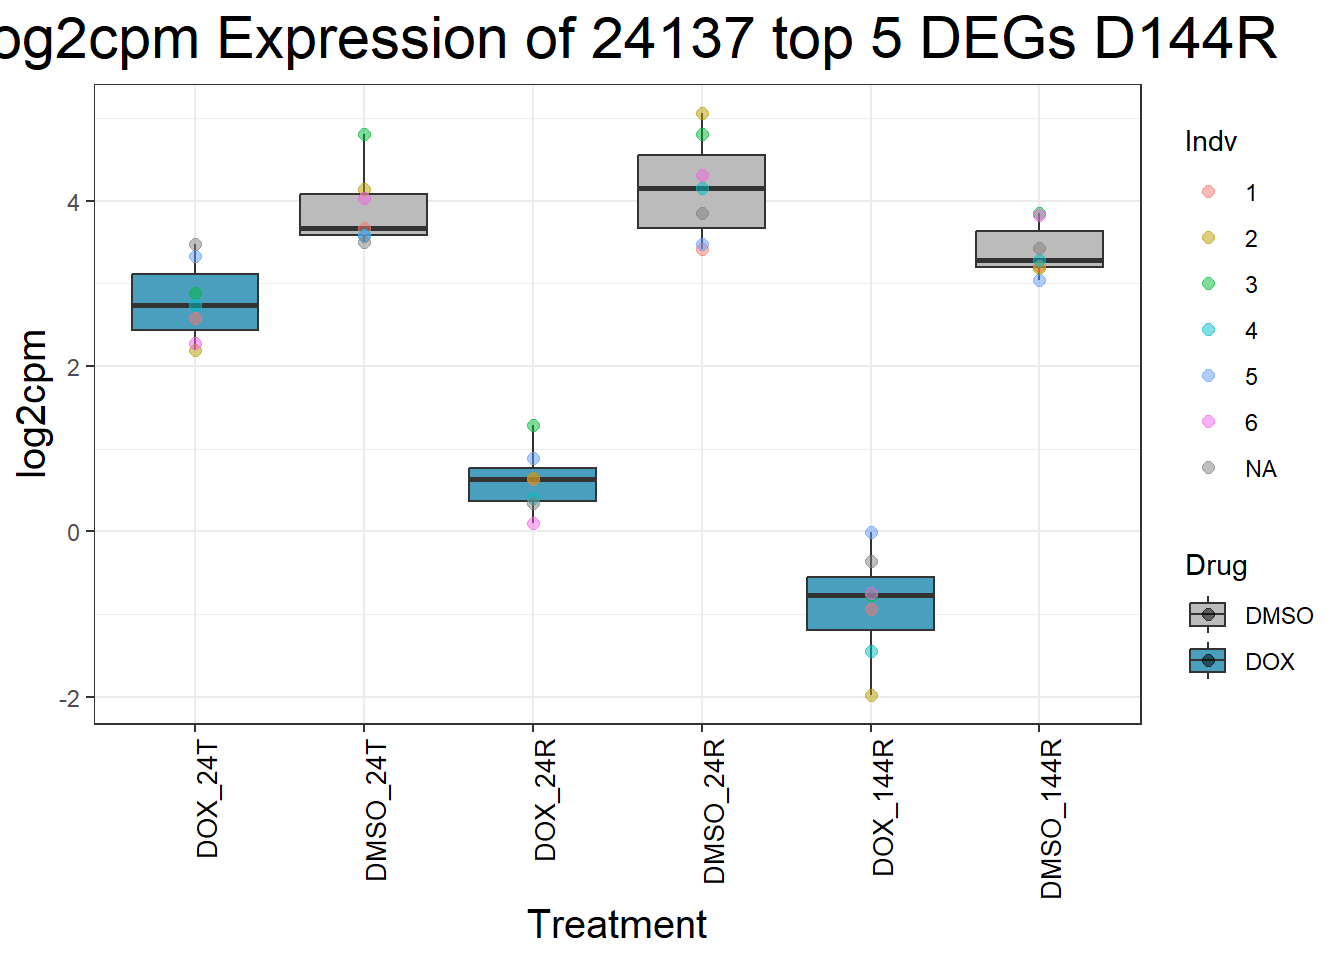 og2cpm Expression of 24137 top 5 DEGs D144R
log2cpm
4
2
0
-2
DOX_24T
DMSO_24T
DOX_24R
DMSO_24R
DOX_144R
DMSO_144R
Treatment
Indv
1
2
3
4
5
6
NA
Drug
DMSO
DOX